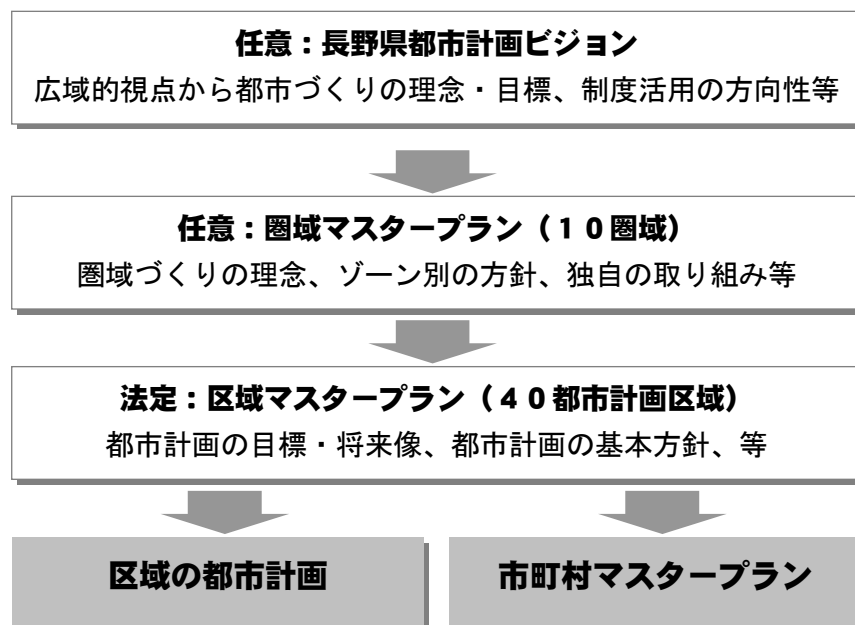 任意：長野県都市計画ビジョン
広域的視点から都市づくりの理念・目標、制度活用の方向性等
任意：圏域マスタープラン（１０圏域）
圏域づくりの理念、ゾーン別の方針、独自の取り組み等
法定：区域マスタープラン（４０都市計画区域）
都市計画の目標・将来像、都市計画の基本方針、等
区域の都市計画
市町村マスタープラン